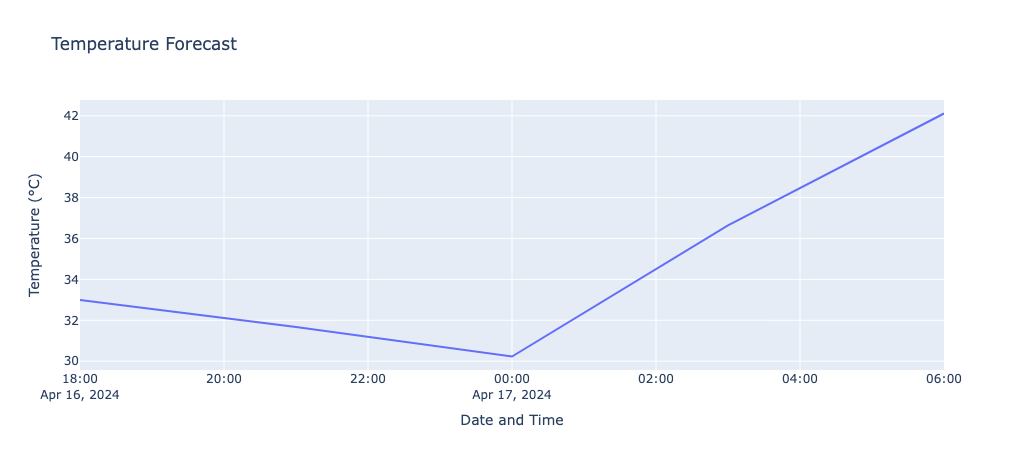 Temperature Forecast
Temperature (°C)
42
40
38
36
34
32
30
18:00 20:00 22:00 00:00 02:00 04:00 06:00
Apr 16, 2024 Apr 17, 2024
Date and Time